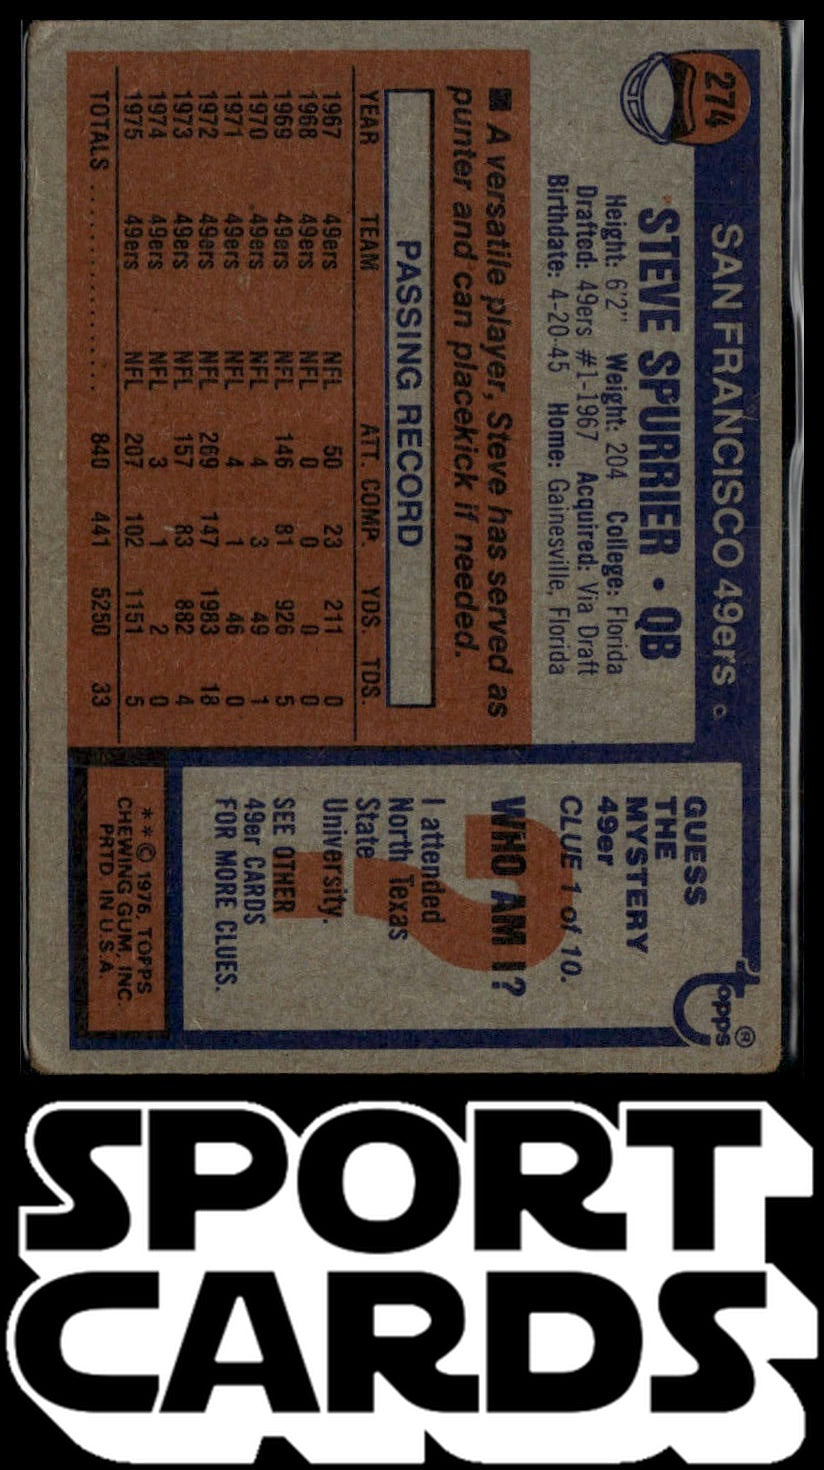 274
SAN FRANCISCO 49ers
STEVE SPURRIER • QB
Height: 6'2" Weight: 204 College: Florida
Drafted: 49ers #1-1967 Acquired: Via Draft
Birthdate: 4-20-45 Home: Gainesville, Florida
■ A versatile player, Steve has served as
punter and can placekick if needed.
PASSING RECORD
YEAR TEAM ATT. COMP. YDS. TDS.
1967 49ers NFL 50 23 211 0
1968 49ers NFL 0 0 0 0
1969 49ers NFL 146 81 926 5
1970 49ers NFL 4 3 49 1
1971 49ers NFL 4 1 46 0
1972 49ers NFL 269 147 1983 18
1973 49ers NFL 157 83 882 4
1974 49ers NFL 3 1 2 0
1975 49ers NFL 207 102 1151 5
TOTALS .................... 840 441 5250 33
topps®
GUESS
THE
MYSTERY
49er
CLUE 1 of 10.
WHO AM I?
I attended
North Texas
State
University.
SEE OTHER
49er CARDS
FOR MORE CLUES.
* * © 1976, TOPPS
CHEWING GUM, INC.
PRTD. IN U.S.A.
SPORT
CARDS